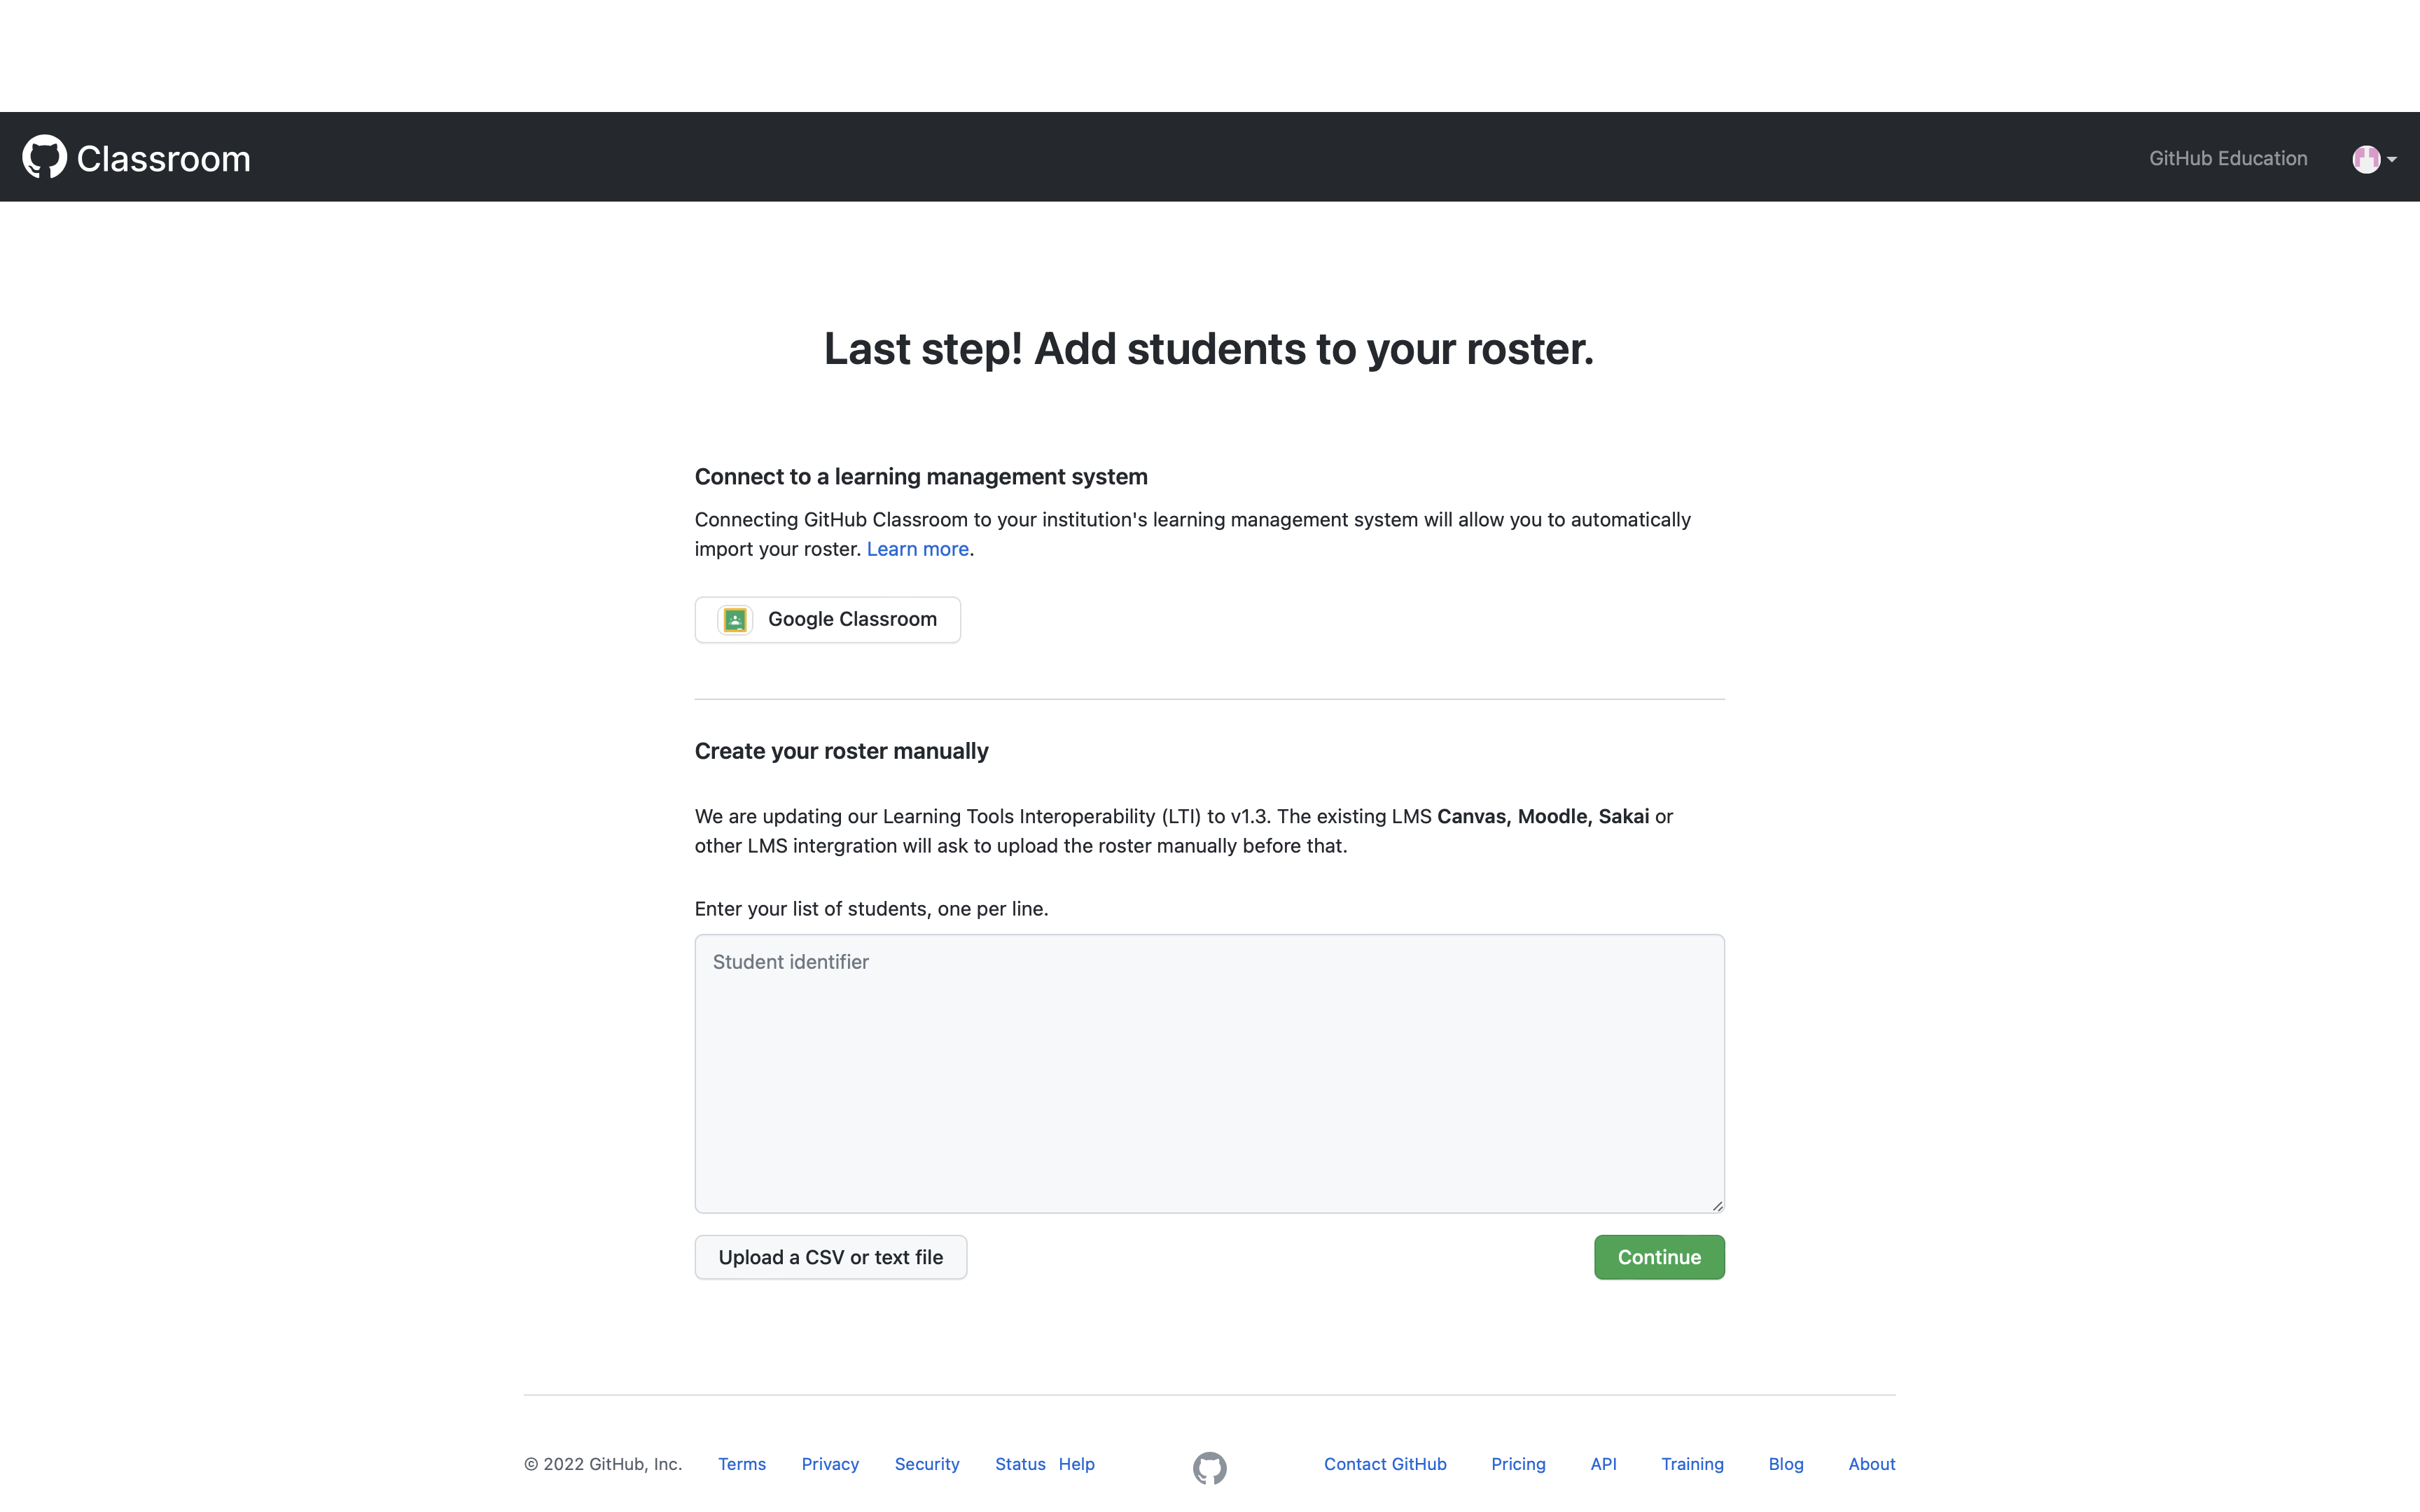 Classroom
GitHub Education
Last step! Add students to your roster.
Connect to a learning management system
Connecting GitHub Classroom to your institution's learning management system will allow you to automatically
import your roster. Learn more.
Google Classroom
Create your roster manually
We are updating our Learning Tools Interoperability (LTI) to v1.3. The existing LMS Canvas, Moodle, Sakai or
other LMS intergration will ask to upload the roster manually before that.
Enter your list of students, one per line.
Student identifier
Upload a CSV or text file
Continue
© 2022 GitHub, Inc. Terms Privacy Security Status Help Contact GitHub Pricing API Training Blog About